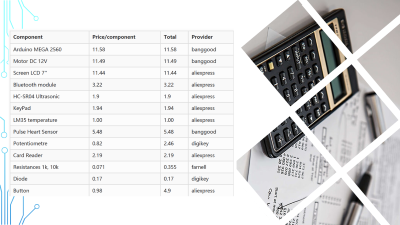 Component Price/component Total Provider
Arduino MEGA 2560 11.58 11.58 banggood
Motor DC 12V 11.49 11.49 banggood
Screen LCD 7" 11.44 11.44 aliexpress
Bluetooth module 3.22 3.22 aliexpress
HC-SR04 Ultrasonic 1.9 1.9 aliexpress
KeyPad 1.94 1.94 aliexpress
LM35 temperature 1.00 1.00 aliexpress
Pulse Heart Sensor 5.48 5.48 banggood
Potentiometre 0.82 2.46 digikey
Card Reader 2.19 2.19 aliexpress
Resistances 1k, 10k 0.071 0.355 farnell
Diode 0.17 0.17 digikey
Button 0.98 4.9 aliexpress